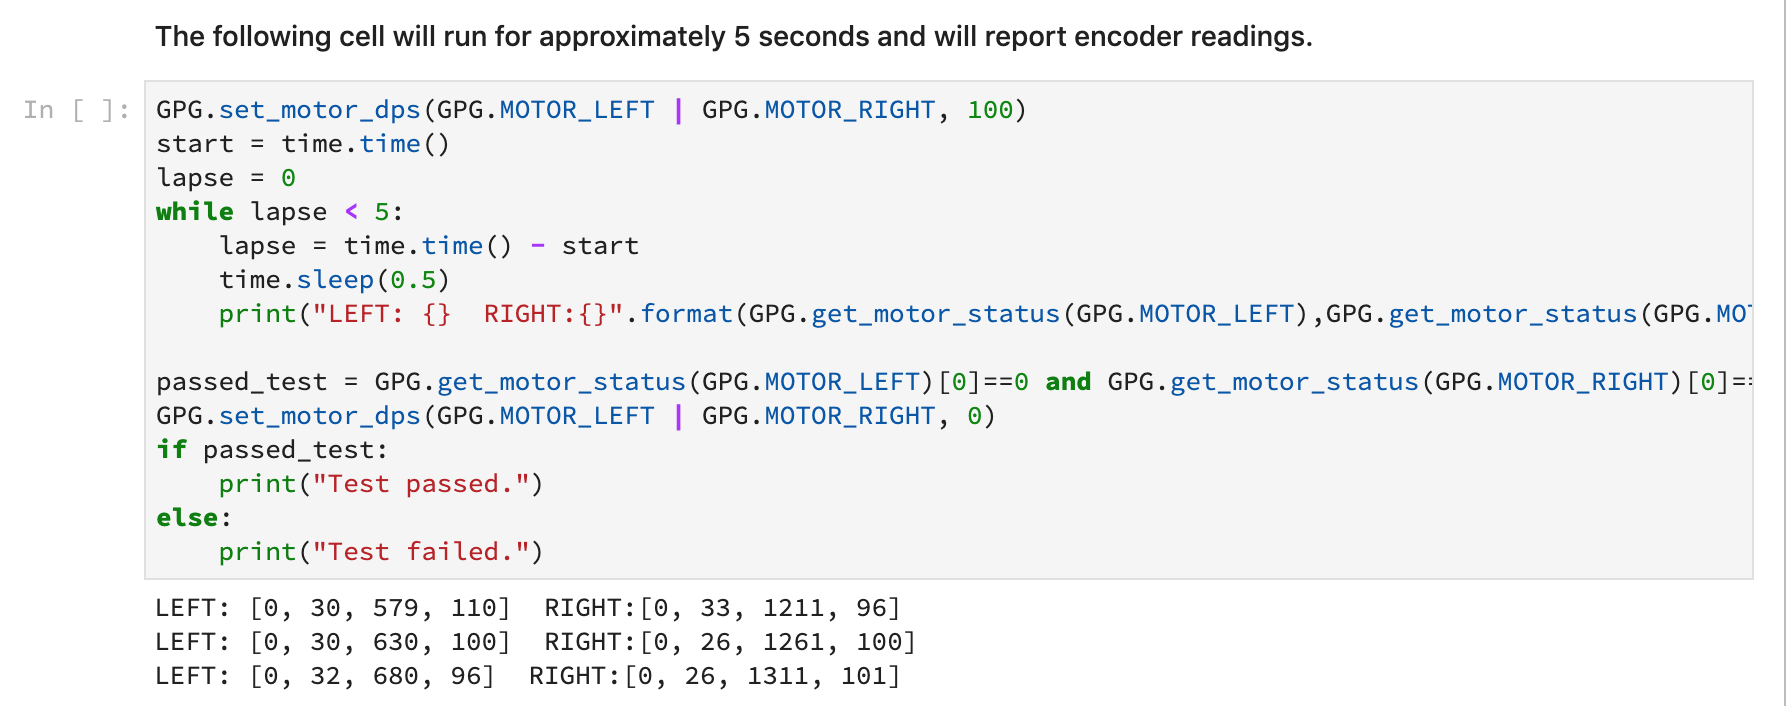 The following cell will run for approximately 5 seconds and will report encoder readings.
In [ ]:
GPG.set_motor_dps(GPG.MOTOR_LEFT | GPG.MOTOR_RIGHT, 100)
start = time.time()
lapse = 0
while lapse < 5:
    lapse = time.time() - start
    time.sleep(0.5)
    print("LEFT: {}  RIGHT:{}".format(GPG.get_motor_status(GPG.MOTOR_LEFT),GPG.get_motor_status(GPG.MOT
passed_test = GPG.get_motor_status(GPG.MOTOR_LEFT)[0]==0 and GPG.get_motor_status(GPG.MOTOR_RIGHT)[0]==
GPG.set_motor_dps(GPG.MOTOR_LEFT | GPG.MOTOR_RIGHT, 0)
if passed_test:
    print("Test passed.")
else:
    print("Test failed.")
LEFT: [0, 30, 579, 110]  RIGHT:[0, 33, 1211, 96]
LEFT: [0, 30, 630, 100]  RIGHT:[0, 26, 1261, 100]
LEFT: [0, 32, 680, 96]  RIGHT:[0, 26, 1311, 101]